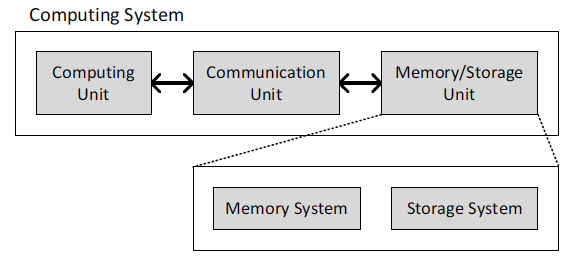 Computing System
Computing
Unit
Communication
Unit
Memory/Storage
Unit
Memory System
Storage System